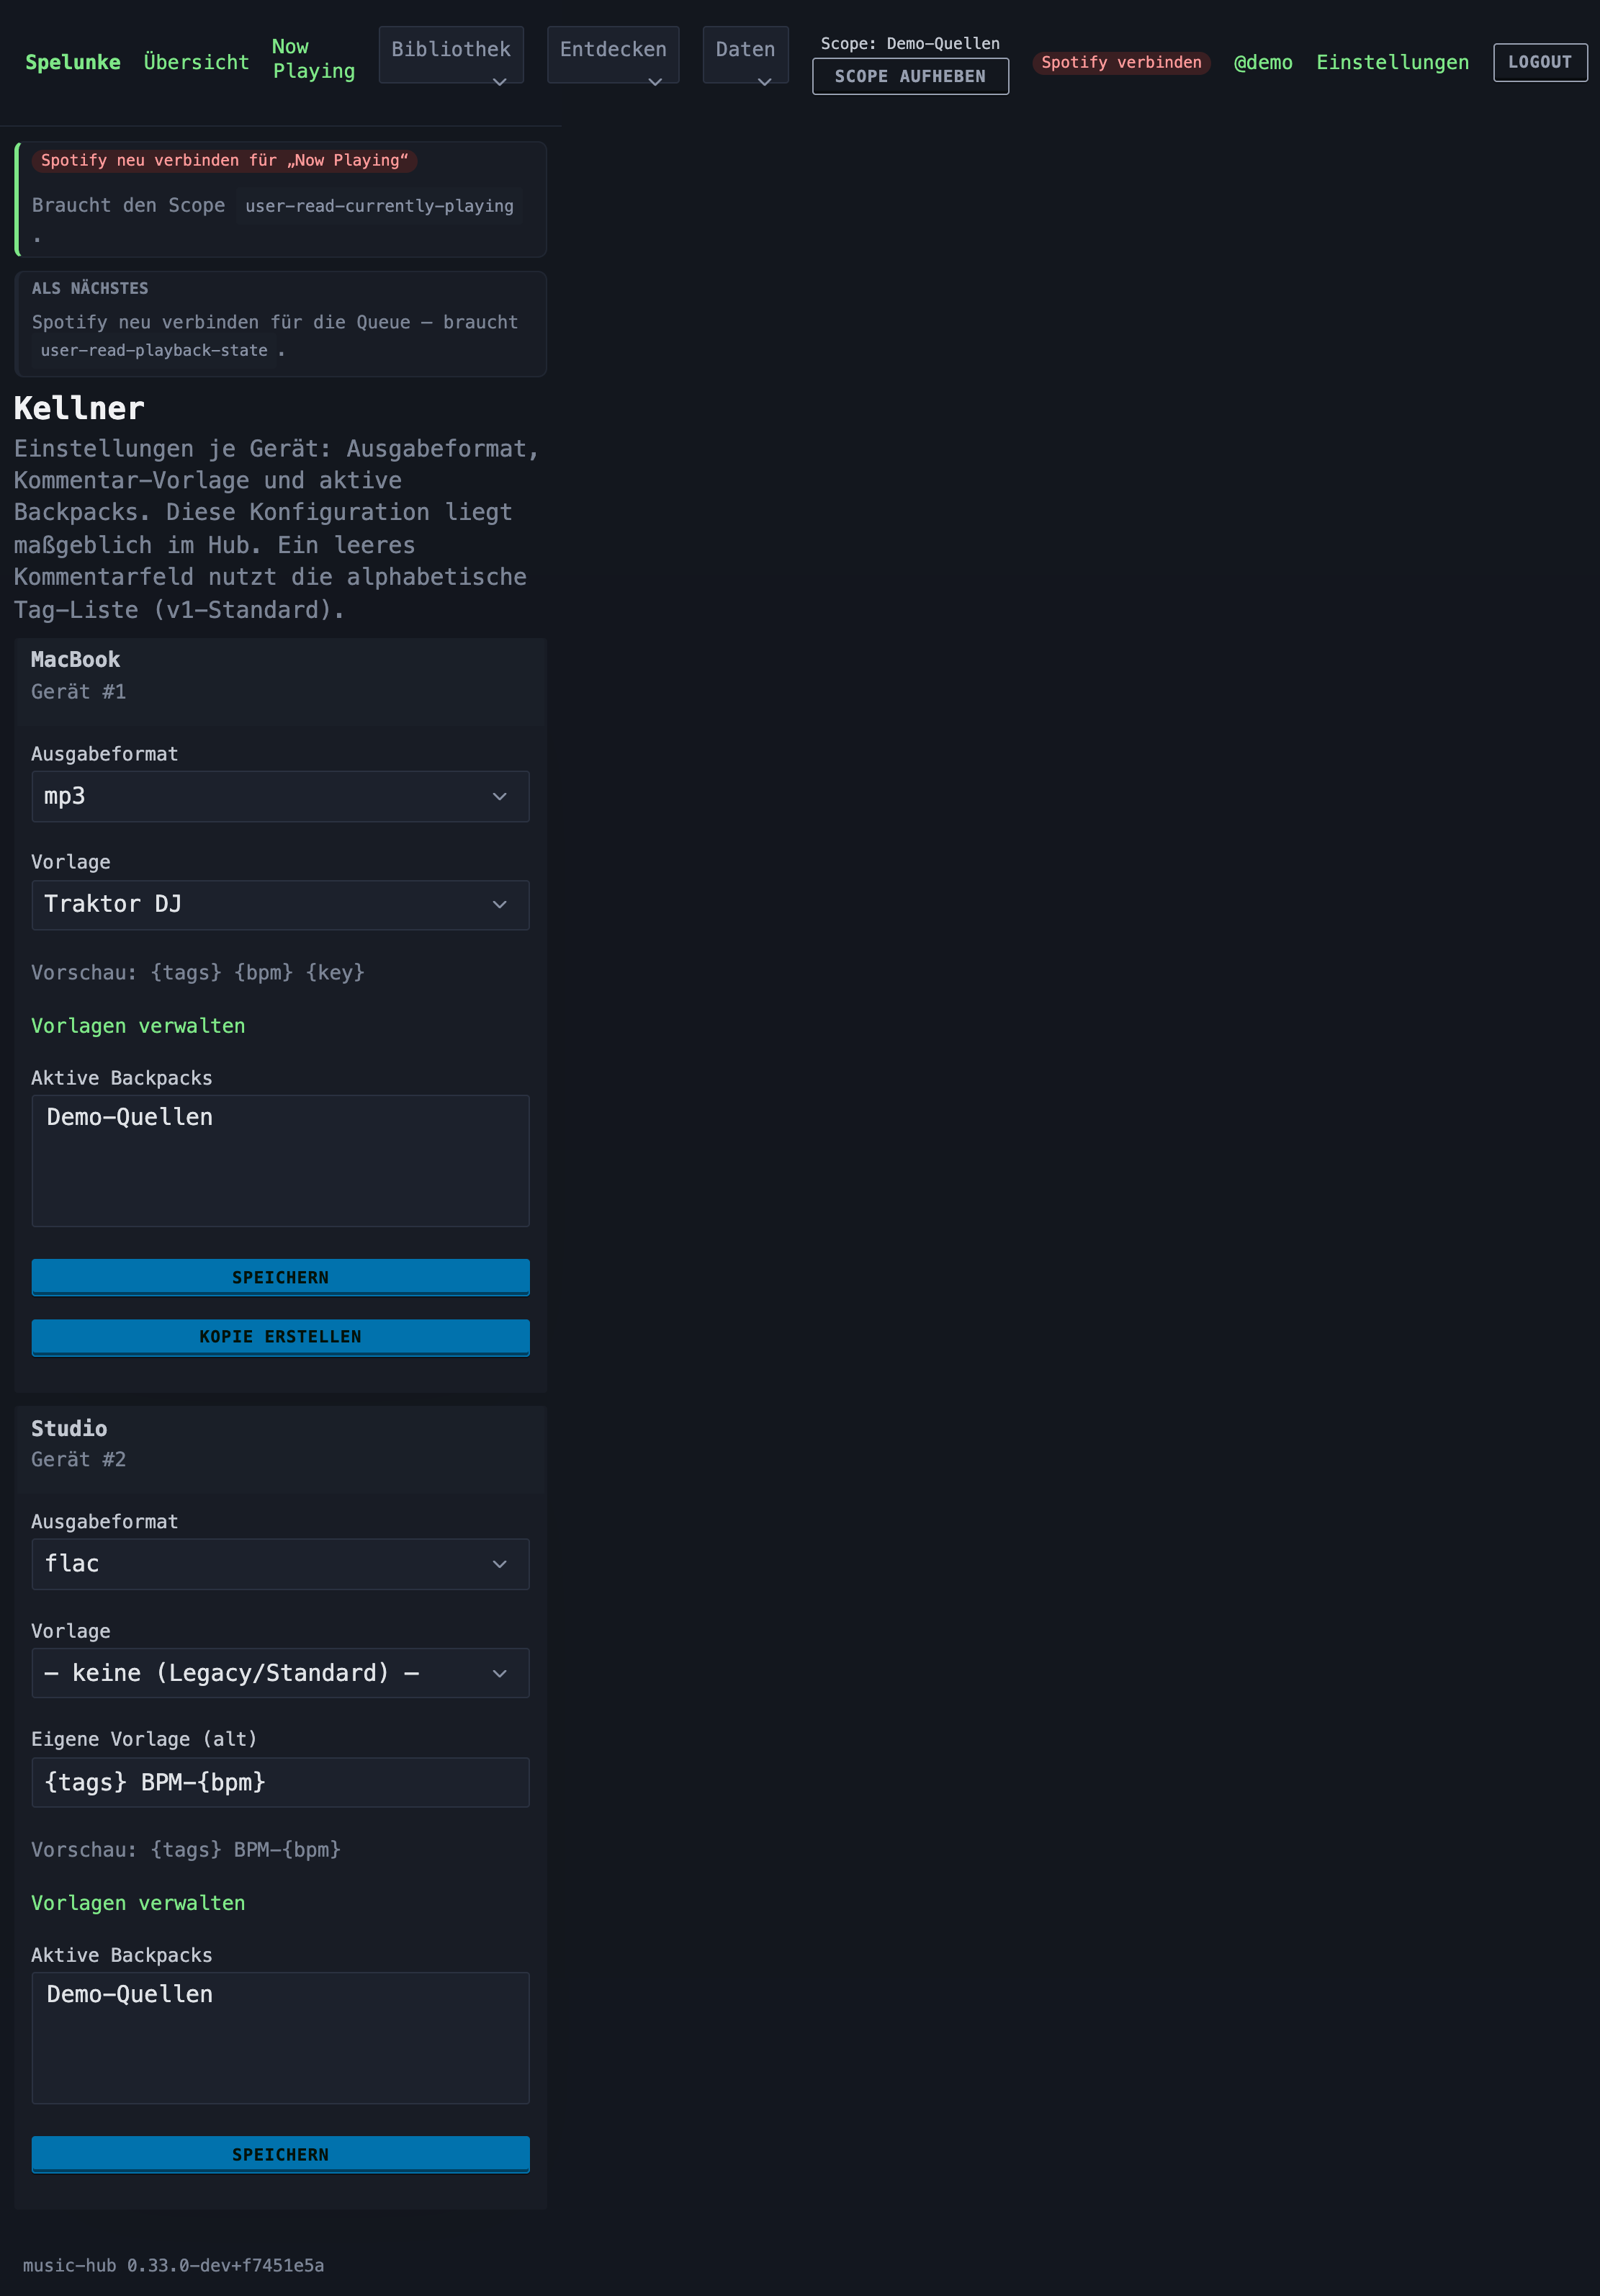 Spelunke Übersicht Now Playing Bibliothek Entdecken Daten Scope: Demo-Quellen SCOPE AUFHEBEN Spotify verbinden @demo Einstellungen LOGOUT
Spotify neu verbinden für „Now Playing“
Braucht den Scope user-read-currently-playing
.
ALS NÄCHSTES
Spotify neu verbinden für die Queue — braucht
user-read-playback-state .
Kellner
Einstellungen je Gerät: Ausgabeformat,
Kommentar-Vorlage und aktive
Backpacks. Diese Konfiguration liegt
maßgeblich im Hub. Ein leeres
Kommentarfeld nutzt die alphabetische
Tag-Liste (v1-Standard).
MacBook
Gerät #1
Ausgabeformat
mp3
Vorlage
Traktor DJ
Vorschau: {tags} {bpm} {key}
Vorlagen verwalten
Aktive Backpacks
Demo-Quellen
SPEICHERN
KOPIE ERSTELLEN
Studio
Gerät #2
Ausgabeformat
flac
Vorlage
— keine (Legacy/Standard) —
Eigene Vorlage (alt)
{tags} BPM-{bpm}
Vorschau: {tags} BPM-{bpm}
Vorlagen verwalten
Aktive Backpacks
Demo-Quellen
SPEICHERN
music-hub 0.33.0-dev+f7451e5a